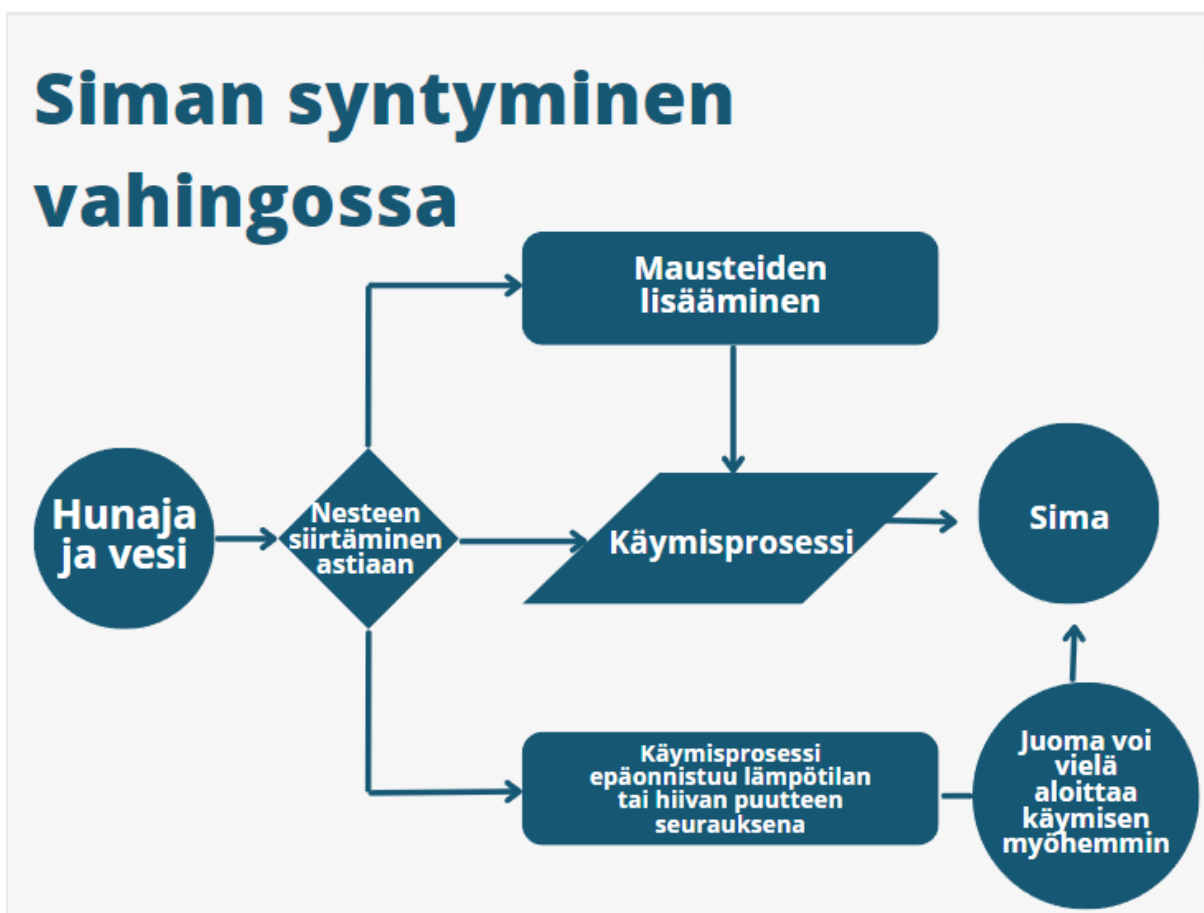 Siman syntyminen
vahingossa
Mausteiden
lisääminen
Hunaja
ja vesi
Nesteen
siirtäminen
astiaan
Käymisprosessi
Sima
Käymisprosessi
epäonnistuu lämpötilan
tai hiivan puutteen
seurauksena
Juoma voi
vielä
aloittaa
käymisen
myöhemmin